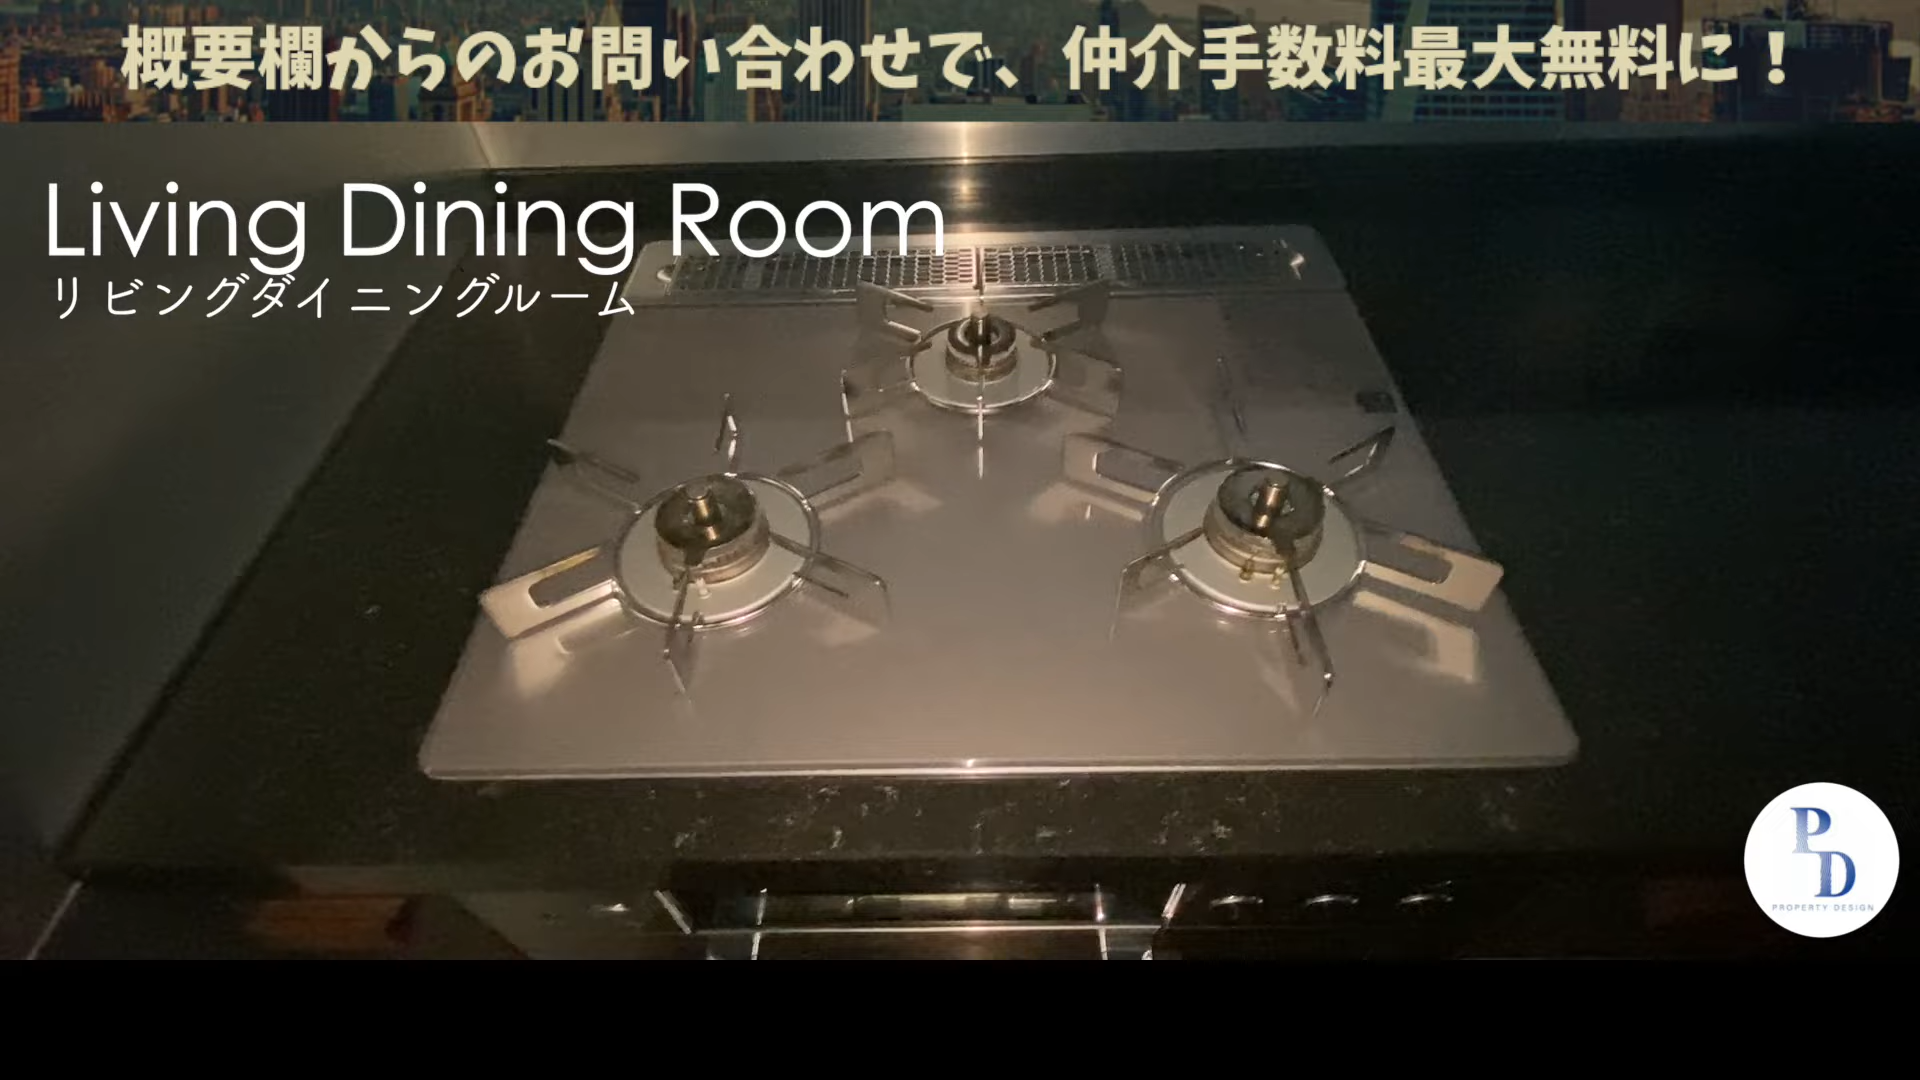 概要欄からのお問い合わせで、仲介手数料最大無料に！
Living Dining Room
リビングダイニングルーム
P
D
PROPERTY DESIGN